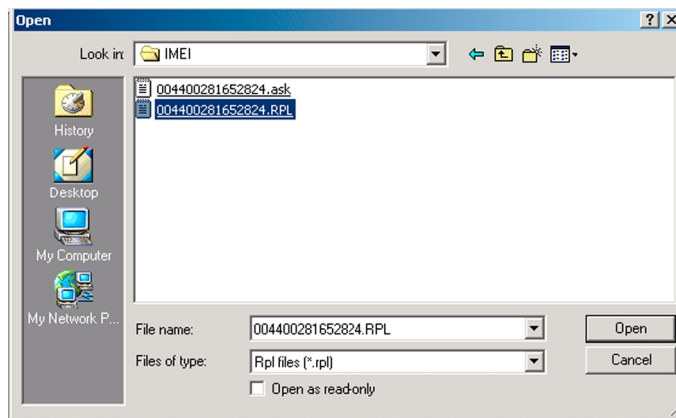 Open
Look in:
IMEI
004400281652824.ask
004400281652824.RPL
History
Desktop
My Computer
My Network P...
File name:
004400281652824.RPL
Open
Files of type:
Rpl files (*.rpl)
Cancel
Open as read-only